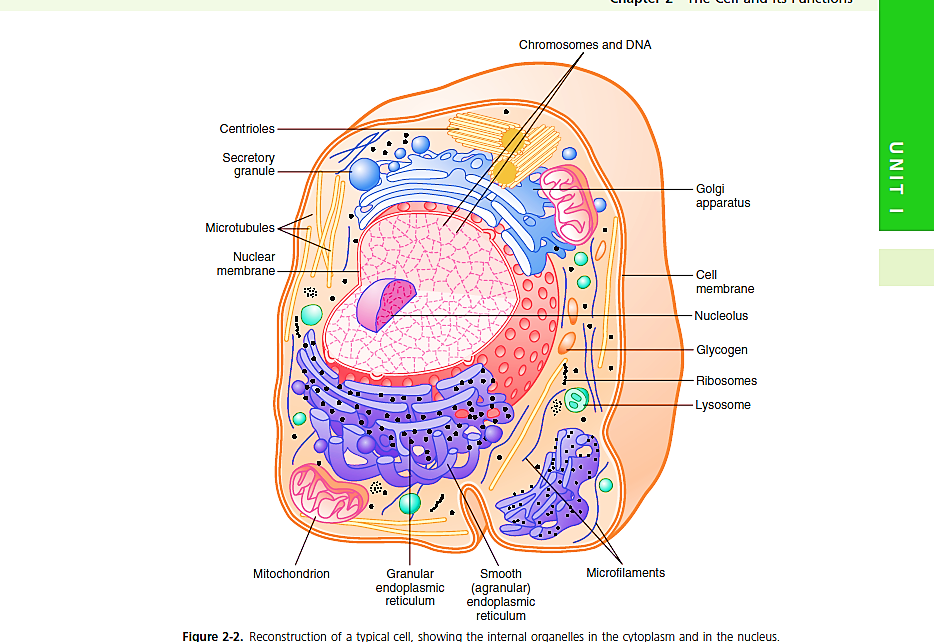 Chapter 2 The Cell and Its Functions
UNIT I
Chromosomes and DNA
Centrioles
Secretory
granule
Microtubules
Nuclear
membrane
Golgi
apparatus
Cell
membrane
Nucleolus
Glycogen
Ribosomes
Lysosome
Mitochondrion
Granular
endoplasmic
reticulum
Smooth
(agranular)
endoplasmic
reticulum
Microfilaments
Figure 2-2. Reconstruction of a typical cell, showing the internal organelles in the cytoplasm and in the nucleus.